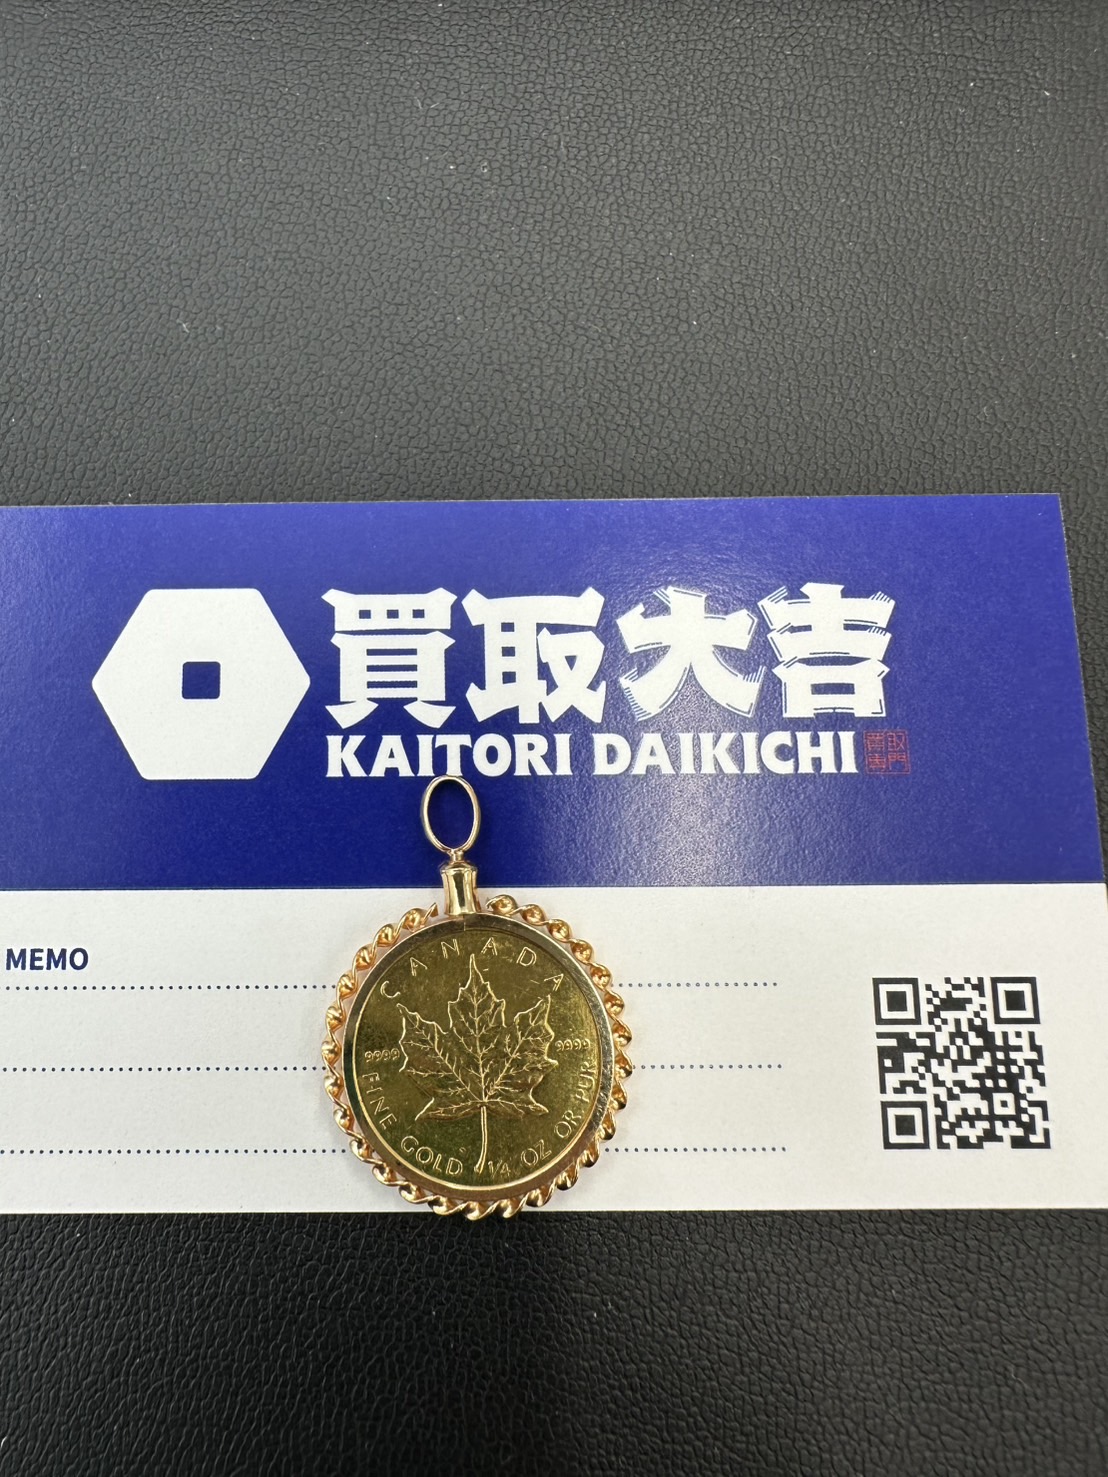 買取大吉
KAITORI DAIKICHI
MEMO
CANADA
9999 9999
FINE GOLD 1/4 OZ OR PUR